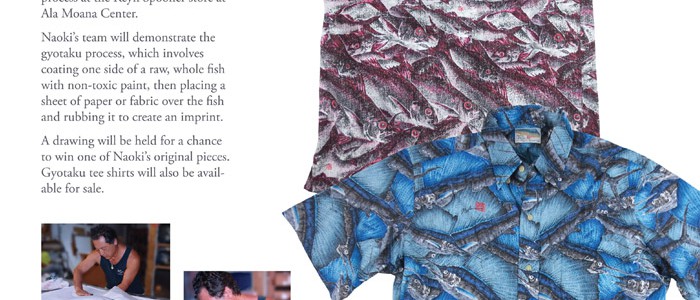 process at the Reyn Spooner store at
Ala Moana Center.
Naoki's team will demonstrate the
gyotaku process, which involves
coating one side of a raw, whole fish
with non-toxic paint, then placing a
sheet of paper or fabric over the fish
and rubbing it to create an imprint.
A drawing will be held for a chance
to win one of Naoki's original pieces.
Gyotaku tee shirts will also be avail-
able for sale.